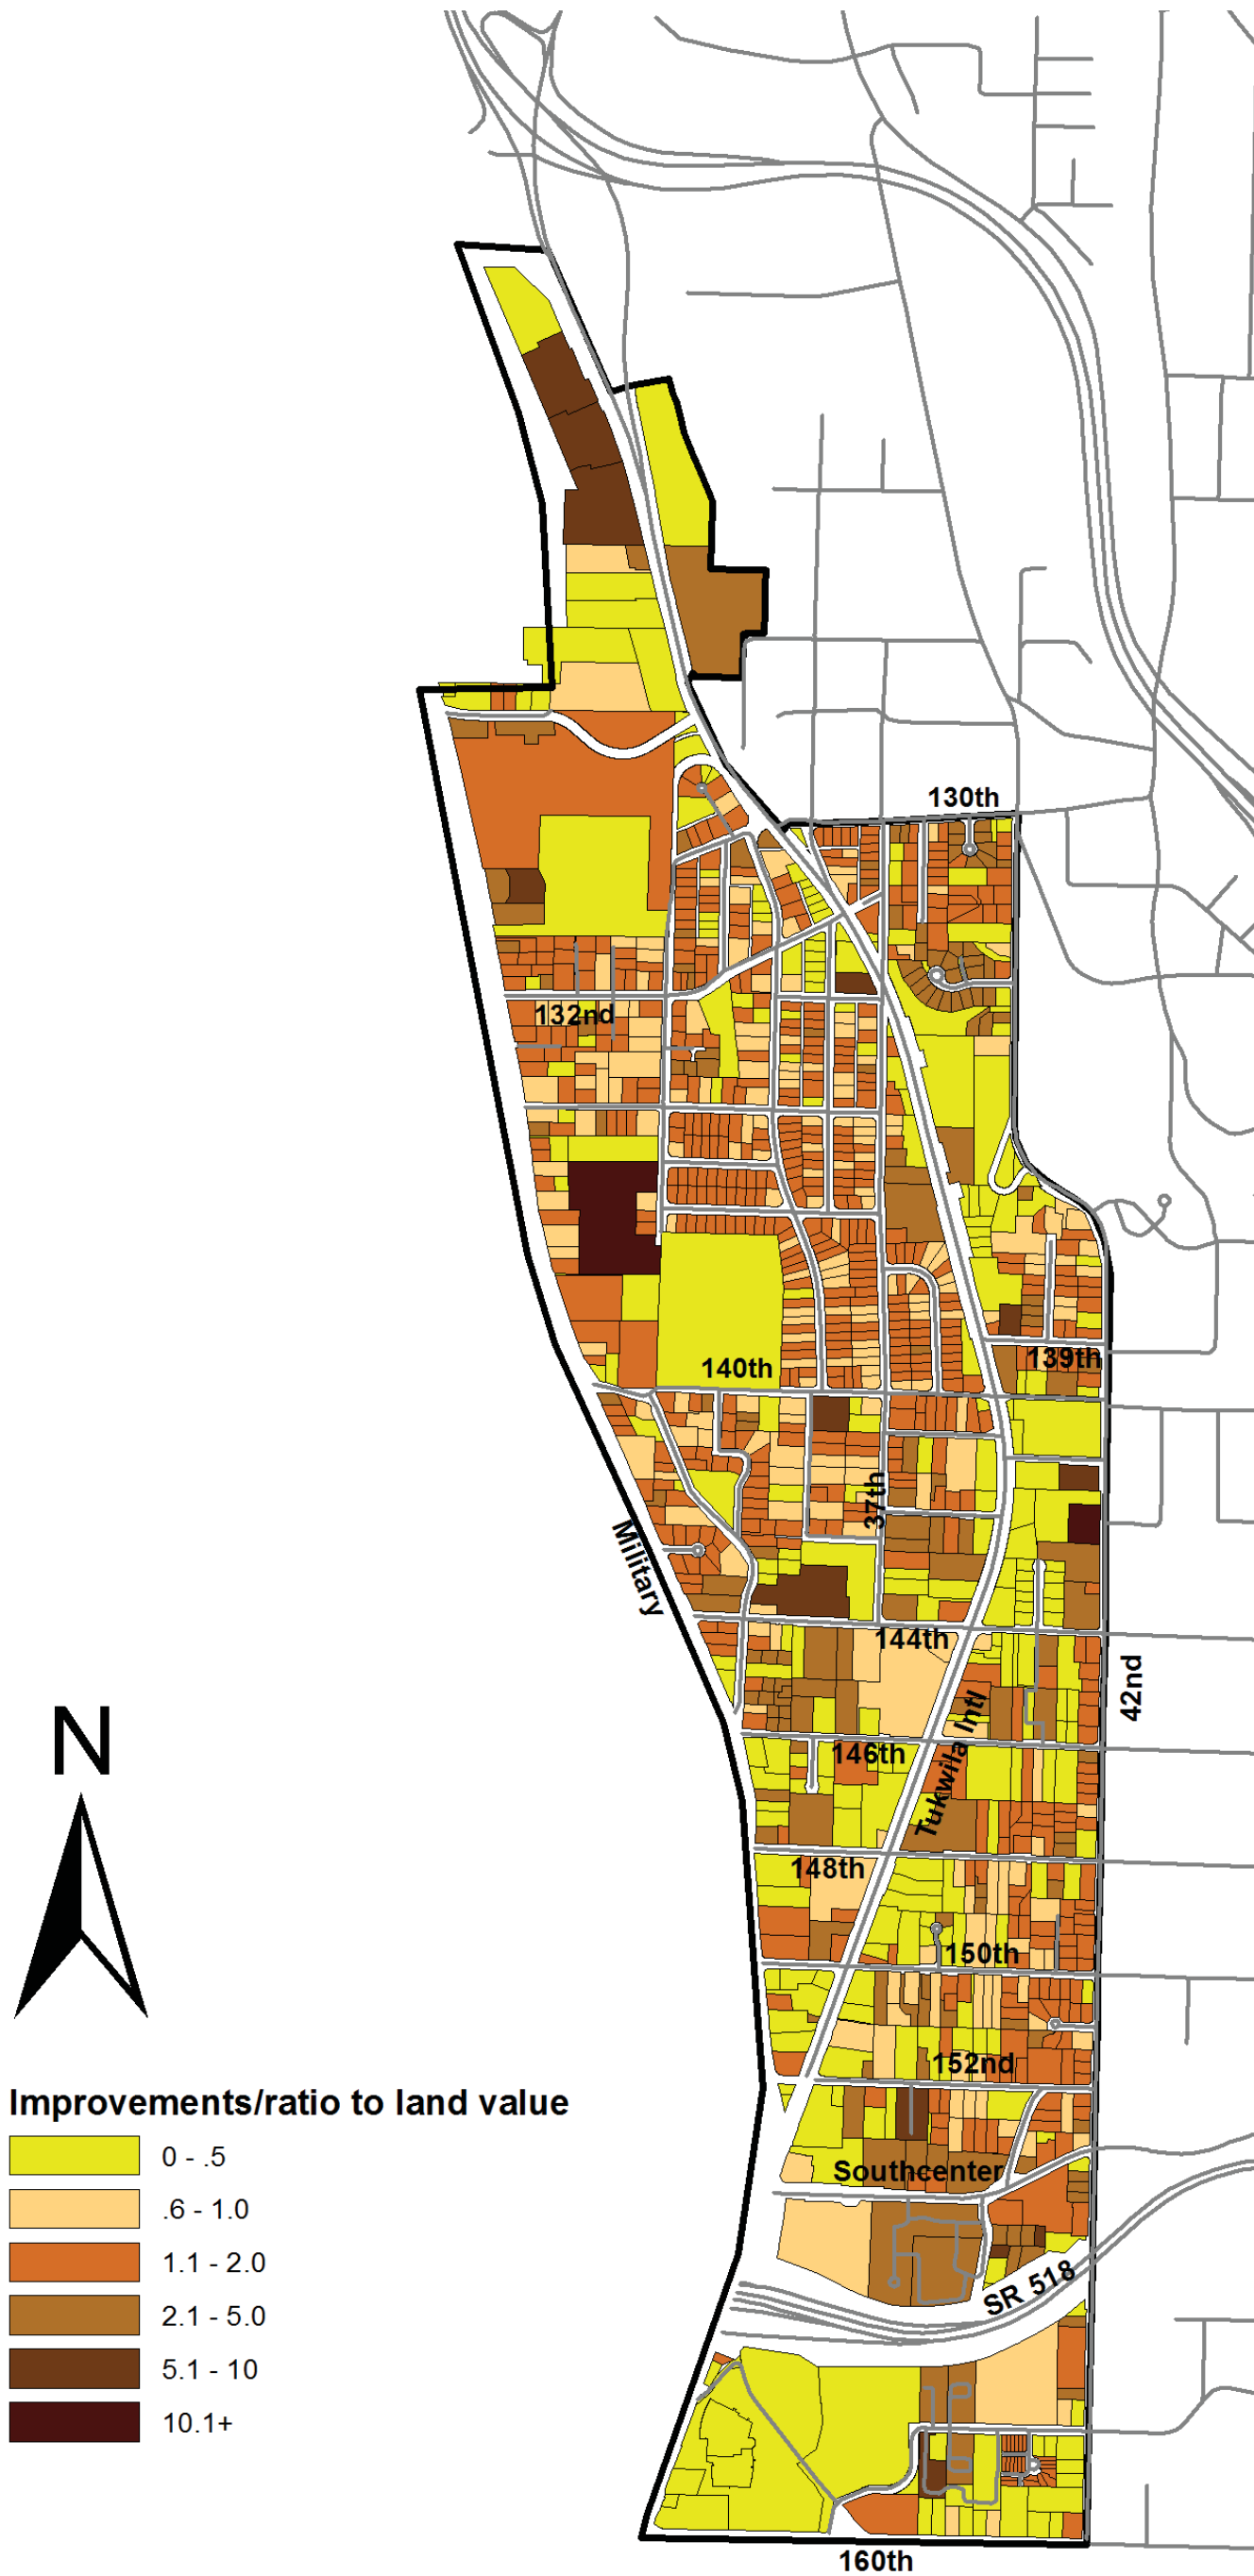 130th
132nd
140th
139th
37th
Military
144th
42nd
N
146th
Tukwila Intl
148th
150th
152nd
Improvements/ratio to land value
0 - .5
.6 - 1.0
Southcenter
1.1 - 2.0
SR 518
2.1 - 5.0
5.1 - 10
10.1+
160th